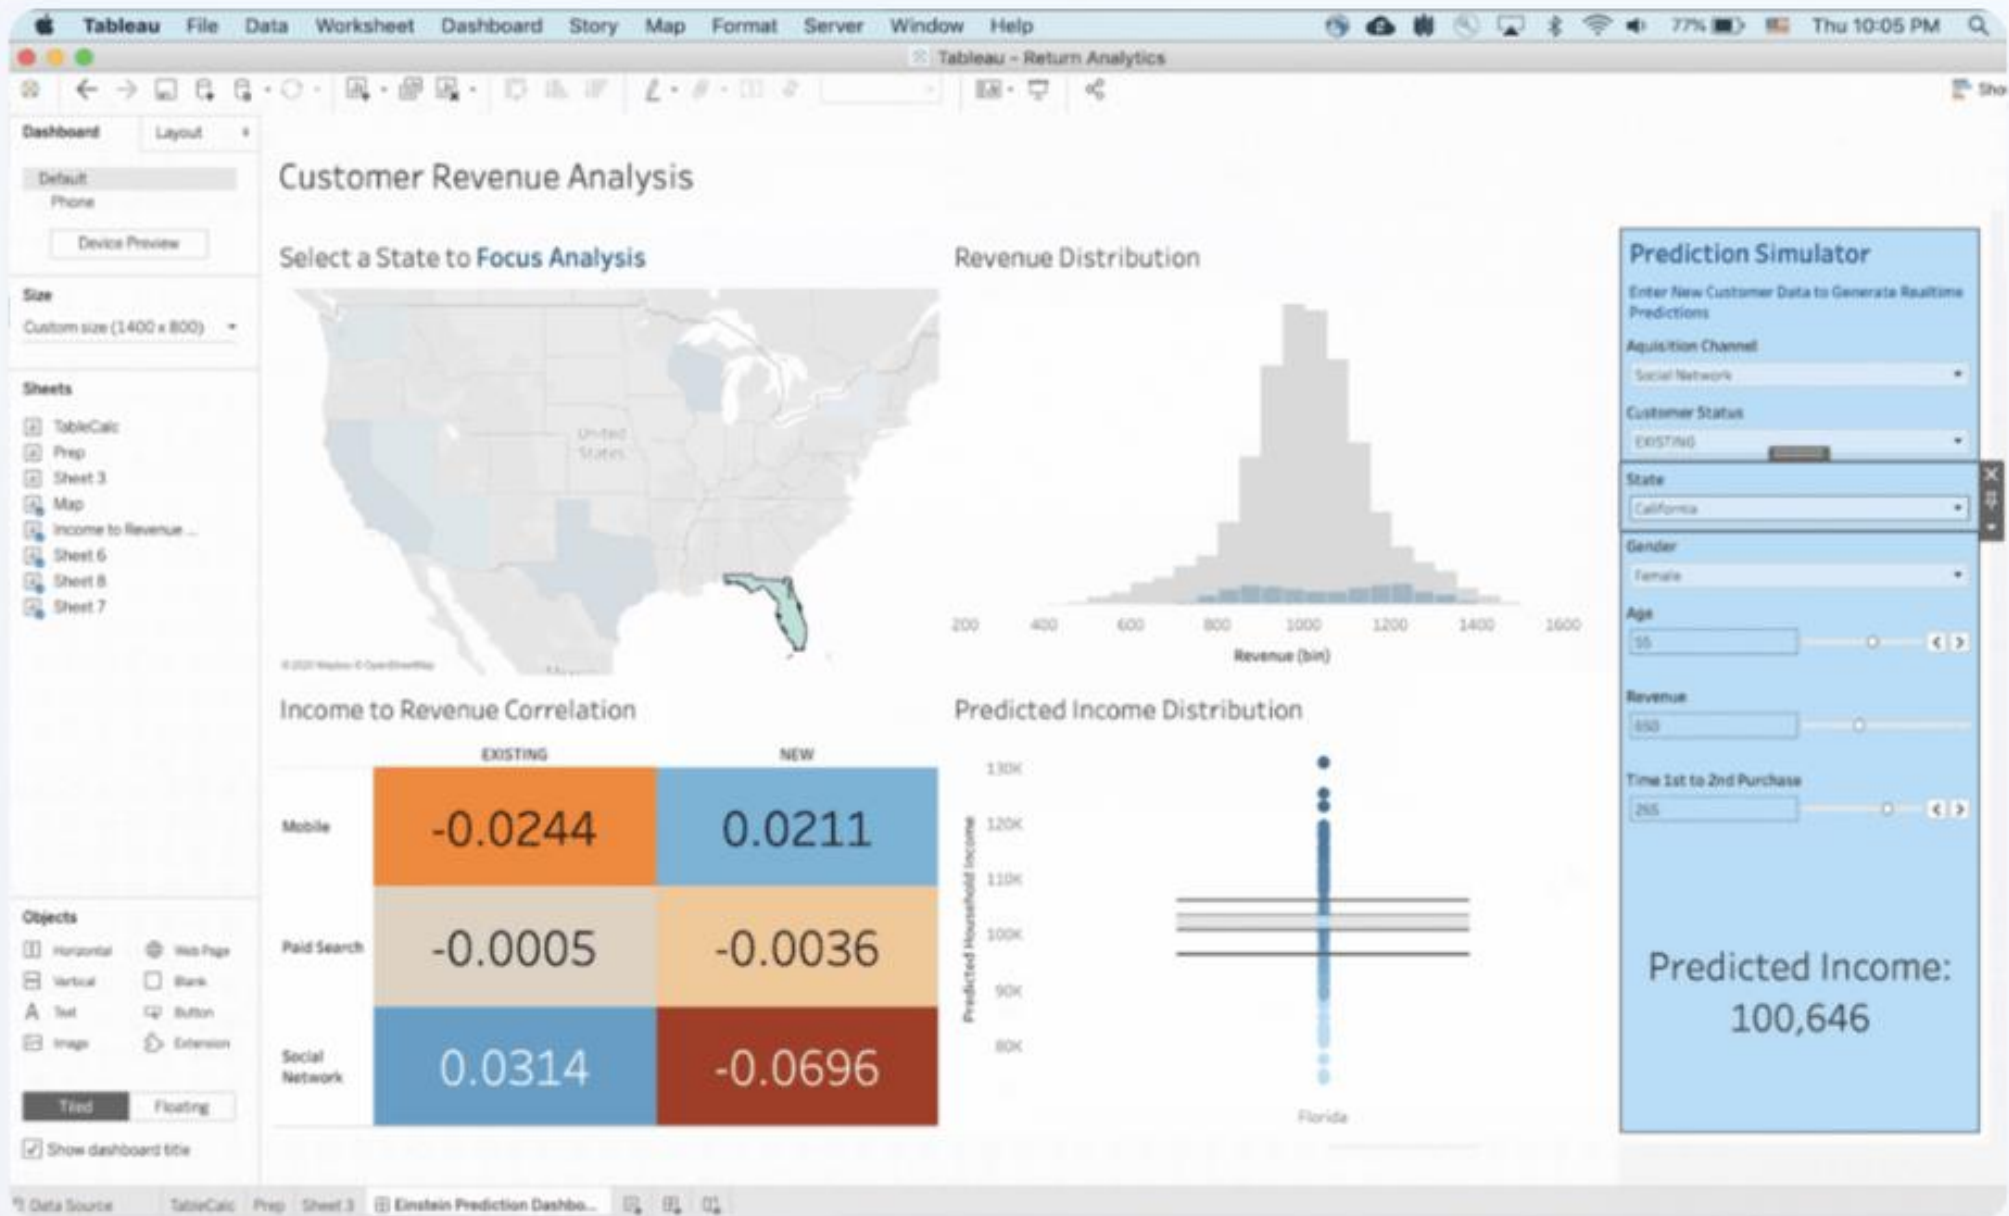 Tableau File Data Worksheet Dashboard Story Map Format Server Window Help 77% Thu 10:05 PM
Tableau - Return Analytics
Sho
Dashboard Layout
Default
Phone
Device Preview
Size
Custom size (1400 x 800)
Sheets
TableCalc
Prep
Sheet 3
Map
Income to Revenue ...
Sheet 6
Sheet 8
Sheet 7
Objects
Horizontal Web Page
Vertical Blank
Text Button
Image Extension
Tiled Floating
Show dashboard title
Customer Revenue Analysis
Select a State to Focus Analysis
United
States
© 2020 Mapbox © OpenStreetMap
Revenue Distribution
200 400 600 800 1000 1200 1400 1600
Revenue (bin)
Income to Revenue Correlation
EXISTING NEW
Mobile -0.0244 0.0211
Paid Search -0.0005 -0.0036
Social
Network
0.0314 -0.0696
Predicted Income Distribution
Predicted Household Income
130K
120K
110K
100K
90K
80K
Florida
Prediction Simulator
Enter New Customer Data to Generate Realtime
Predictions
Aquisition Channel
Social Network
Customer Status
EXISTING
State
California
Gender
Female
Age
55
Revenue
650
Time 1st to 2nd Purchase
265
Predicted Income:
100,646
Data Source TableCalc Prep Sheet 3 Einstein Prediction Dashbo...